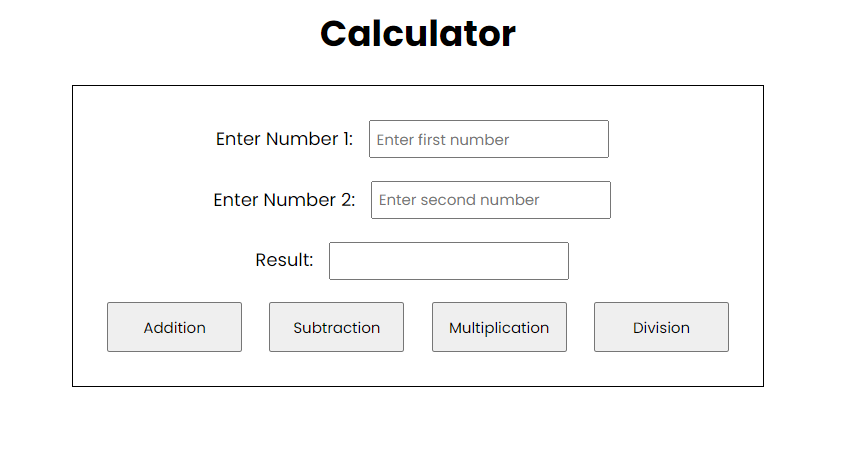 Calculator
Enter Number 1: Enter first number
Enter Number 2: Enter second number
Result:
Addition Subtraction Multiplication Division